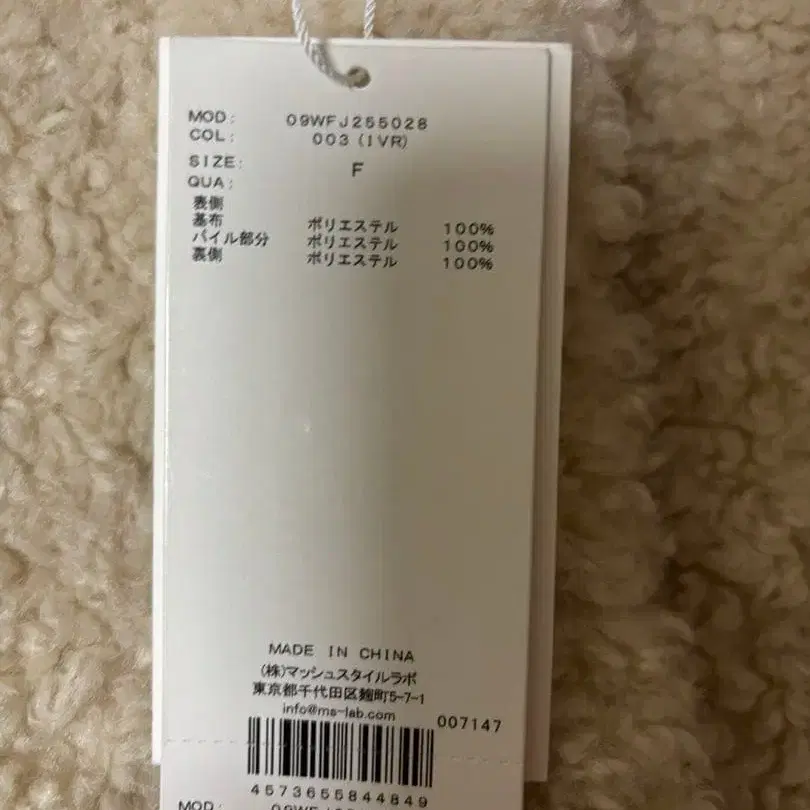 MOD: 09WFJ255028
COL: 003 (IVR)
SIZE: F
QUA:
表側
基布 ポリエステル 100%
パイル部分 ポリエステル 100%
裏側 ポリエステル 100%
MADE IN CHINA
(株)マッシュスタイルラボ
東京都千代田区麹町5-7-1
info@ms-lab.com
007147
4573655844849
MOD: